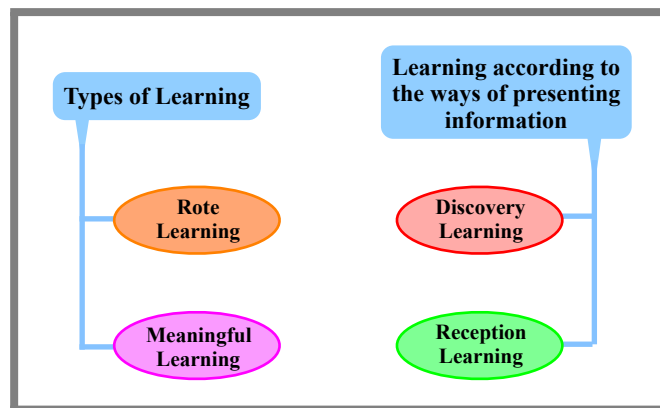 Types of Learning
Rote
Learning
Meaningful
Learning
Learning according to
the ways of presenting
information
Discovery
Learning
Reception
Learning